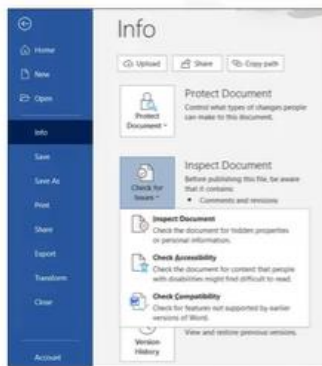 Info
Home
New
Open
Info
Save
Save As
Print
Share
Export
Transform
Close
Account
Upload
Share
Copy path
Protect
Document
Protect Document
Control what types of changes people
can make to this document.
Check for
Issues
Inspect Document
Before publishing this file, be aware
that it contains:
Comments and revisions
Inspect Document
Check the document for hidden properties
or personal information.
Check Accessibility
Check the document for content that people
with disabilities might find difficult to read.
Check Compatibility
Check for features not supported by earlier
versions of Word.
Version
History
View and restore previous versions.